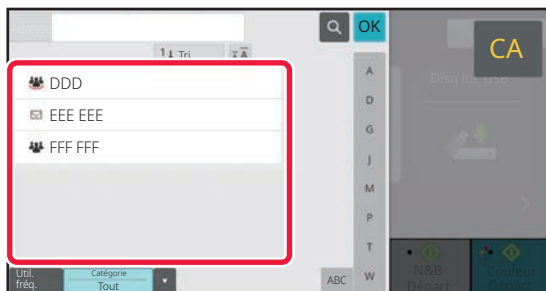 Adresse
OK
CA
1↓ Tri
A
DDD
Disq loc USB
EEE EEE
D
FFF FFF
G
J
M
P
T
W
Util.
fréq.
Catégorie
Tout
ABC
N&B
Départ
Couleur
Départ